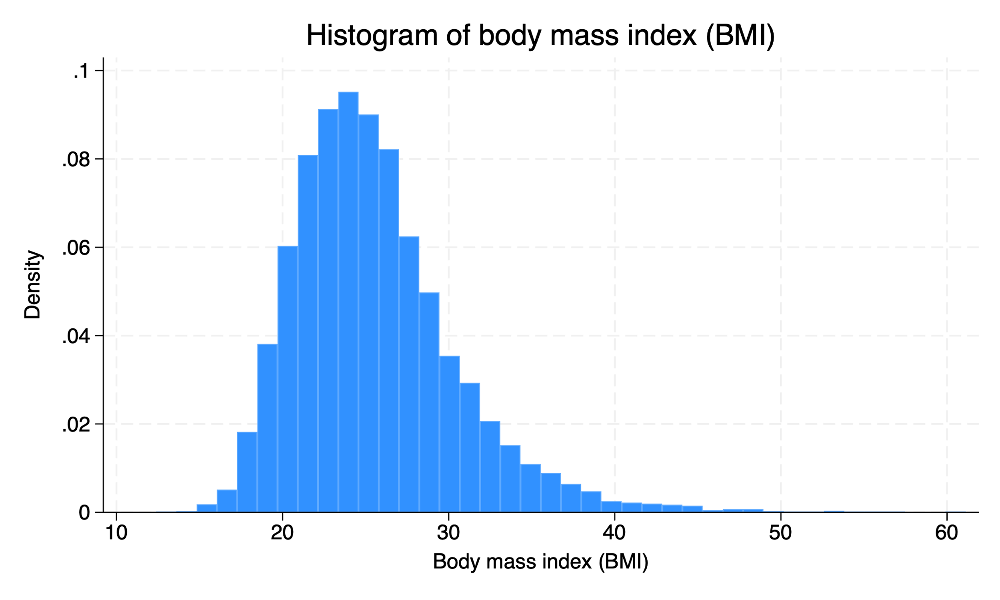 Histogram of body mass index (BMI)
.1
.08
.06
.04
.02
0
Density
10 20 30 40 50 60
Body mass index (BMI)